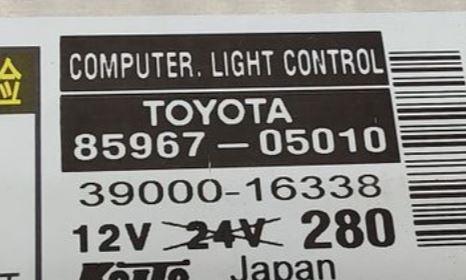 COMPUTER. LIGHT CONTROL
TOYOTA
85967-05010
39000-16338
12V 24V 280
Japan